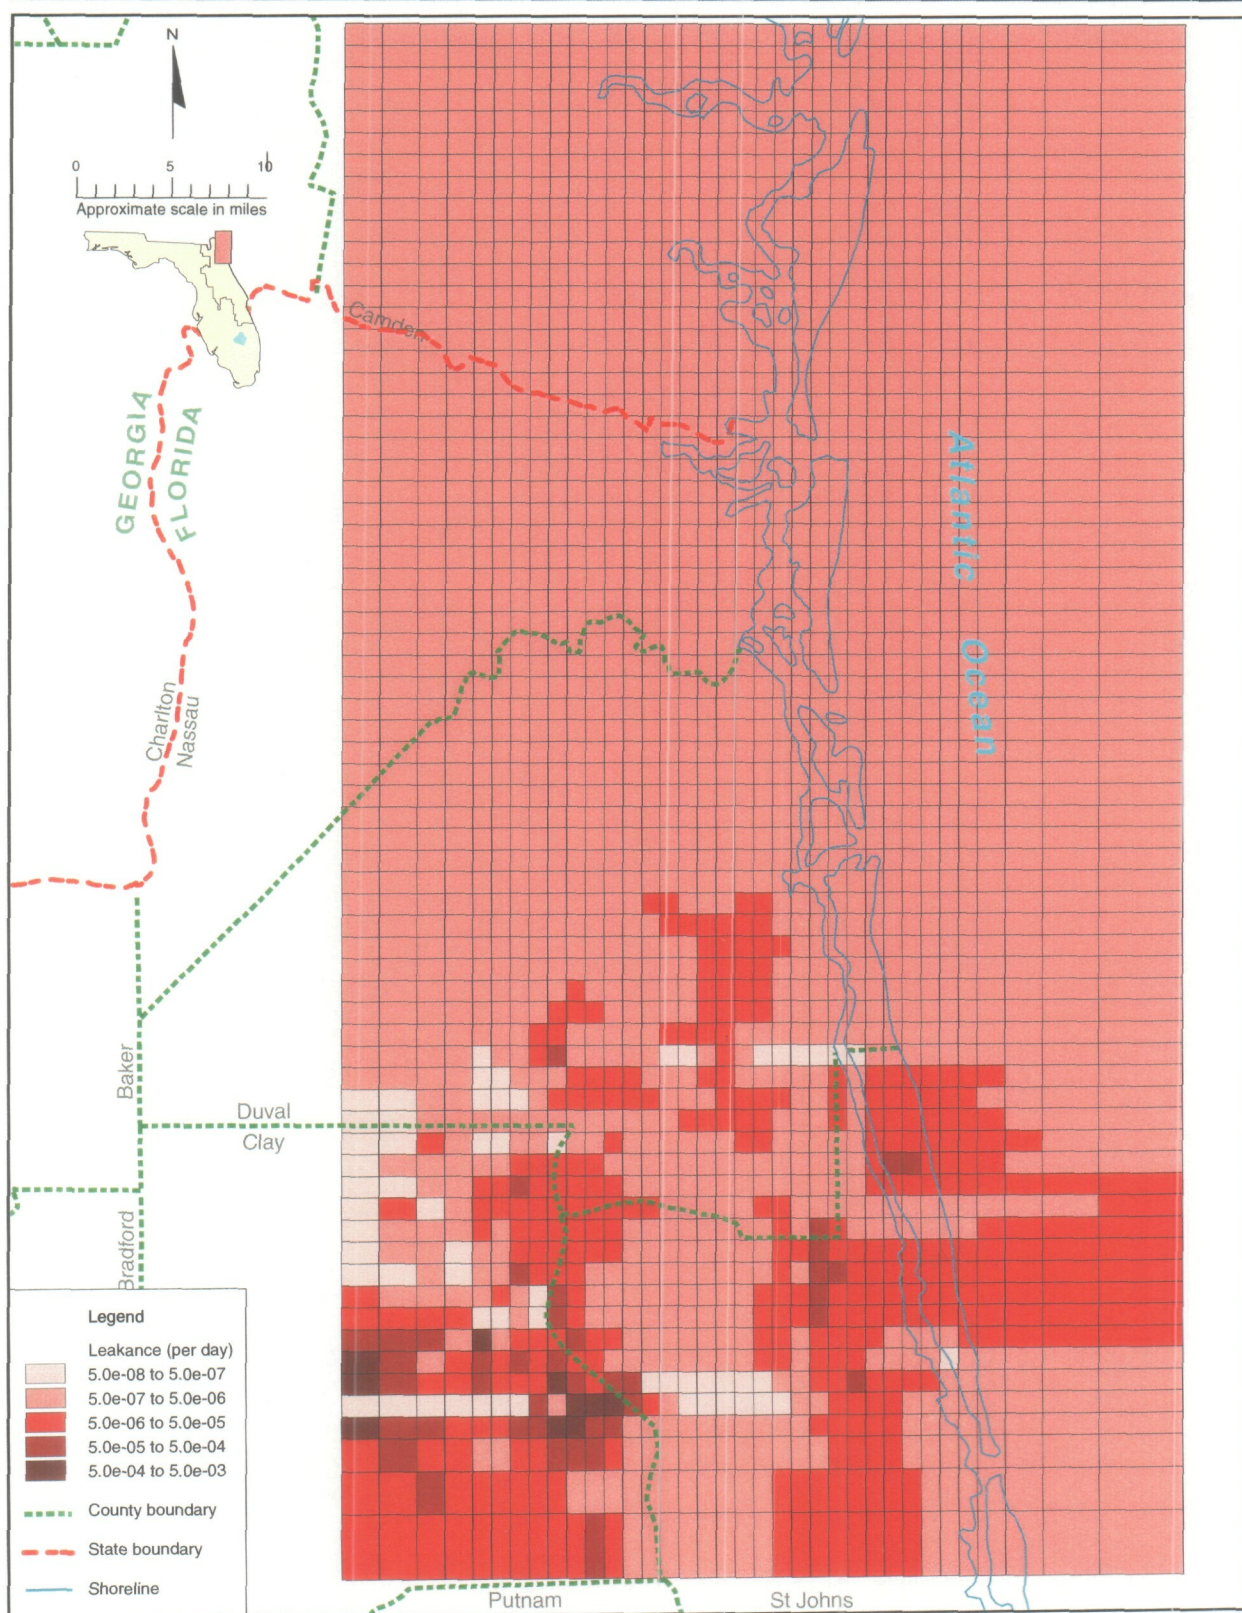 N
0 5 10
Approximate scale in miles
Camden
GEORGIA
FLORIDA
Atlantic
Ocean
Charlton
Nassau
Baker
Duval
Clay
Bradford
Legend
Leakance (per day)
5.0e-08 to 5.0e-07
5.0e-07 to 5.0e-06
5.0e-06 to 5.0e-05
5.0e-05 to 5.0e-04
5.0e-04 to 5.0e-03
County boundary
State boundary
Shoreline
Putnam
St Johns